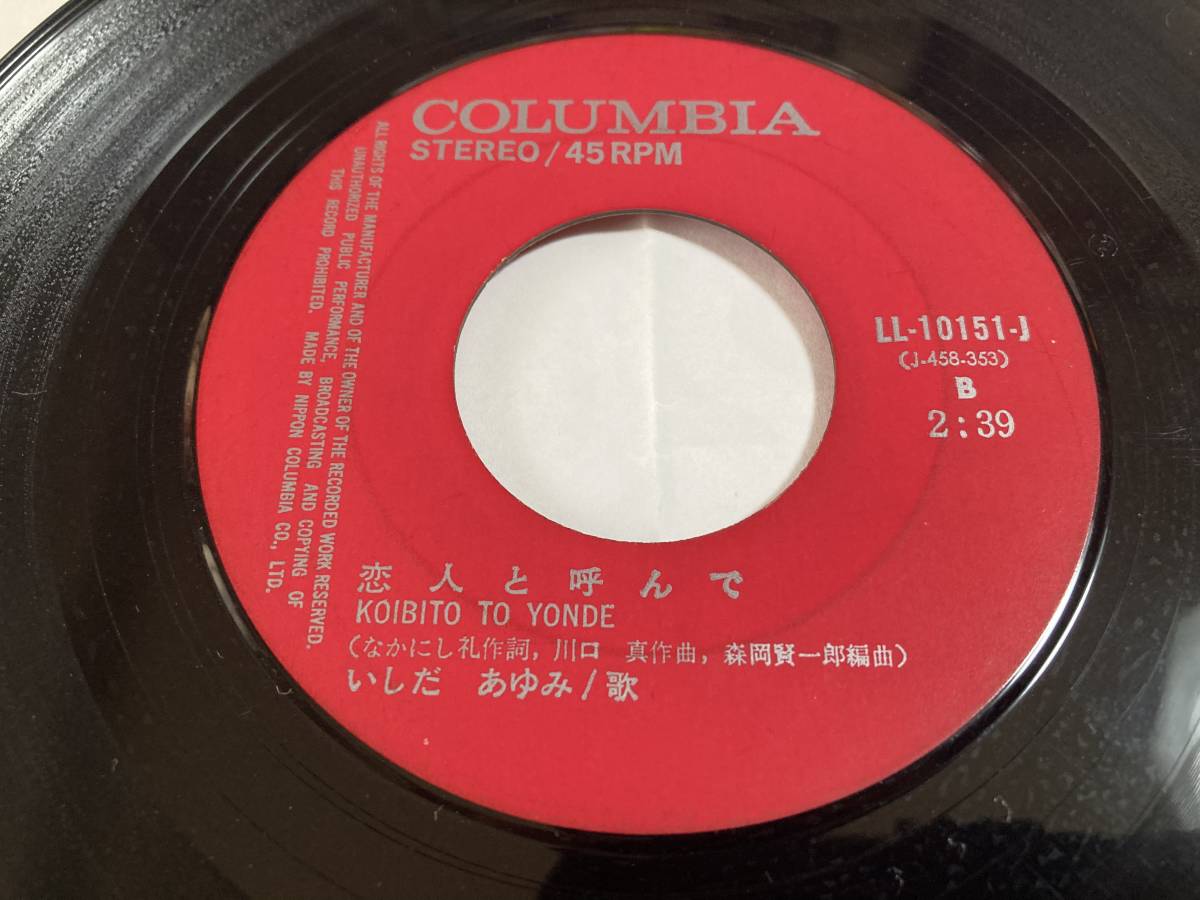 COLUMBIA
STEREO / 45 RPM
ALL RIGHTS OF THE MANUFACTURER AND OF THE OWNER OF THE RECORDED WORK RESERVED.
UNAUTHORIZED PUBLIC PERFORMANCE, BROADCASTING AND COPYING OF
THIS RECORD PROHIBITED. MADE BY NIPPON COLUMBIA CO., LTD.
LL-10151-J
(J-458-353)
B
2:39
恋人と呼んで
KOIBITO TO YONDE
(なかにし礼作詞, 川口 真作曲, 森岡賢一郎編曲)
いしだ あゆみ/歌